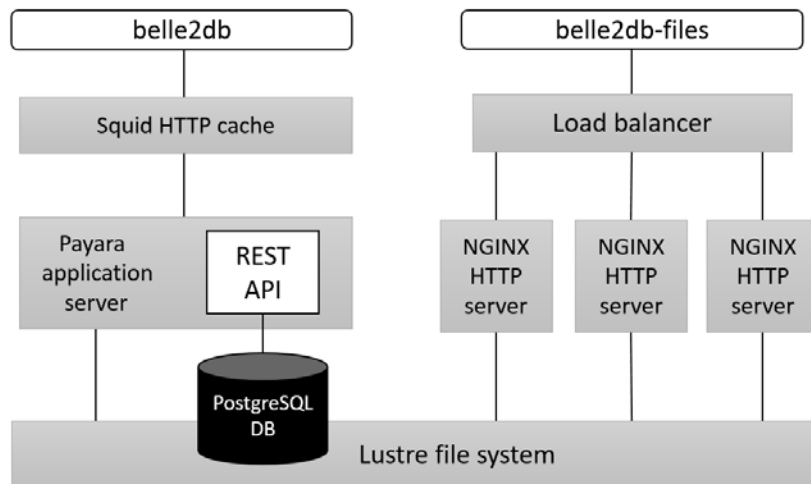 belle2db
belle2db-files
Squid HTTP cache
Load balancer
Payara
application
server
REST
API
NGINX
HTTP
server
NGINX
HTTP
server
NGINX
HTTP
server
PostgreSQL
DB
Lustre file system